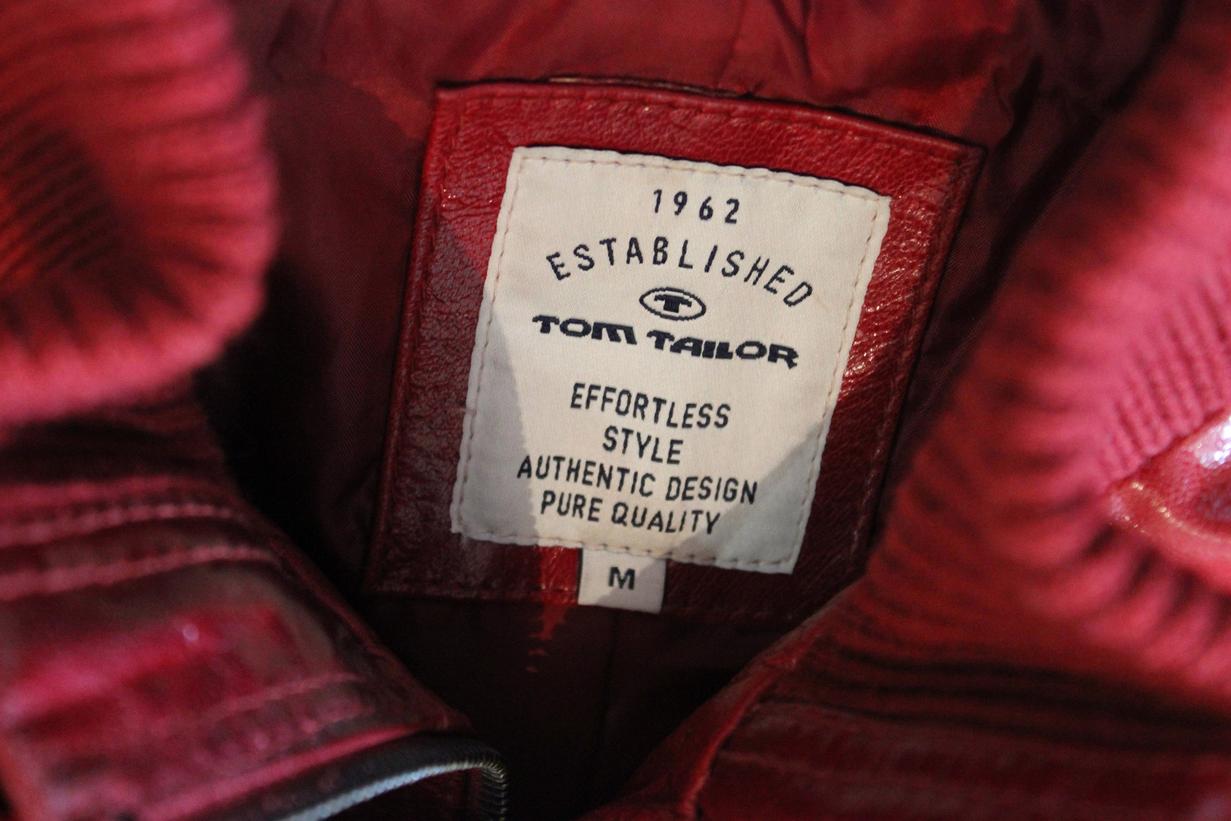 1962
ESTABLISHED
T
TOM TAILOR
EFFORTLESS
STYLE
AUTHENTIC DESIGN
PURE QUALITY
M